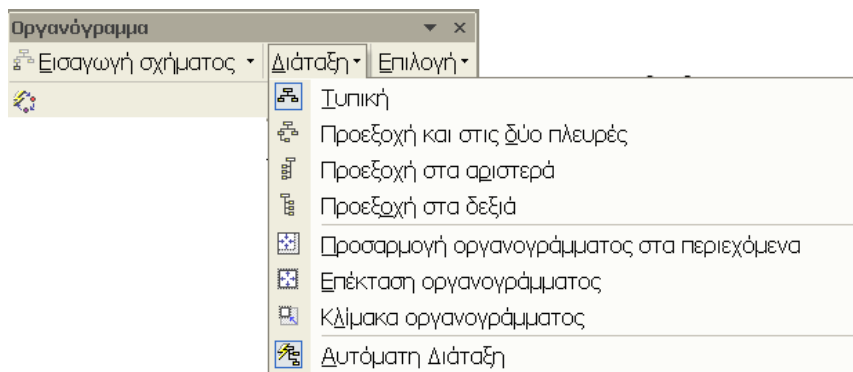 Οργανόγραμμα
Εισαγωγή σχήματος Διάταξη Επιλογή
Τυπική
Προεξοχή και στις δύο πλευρές
Προεξοχή στα αριστερά
Προεξοχή στα δεξιά
Προσαρμογή οργανογράμματος στα περιεχόμενα
Επέκταση οργανογράμματος
Κλίμακα οργανογράμματος
Αυτόματη Διάταξη